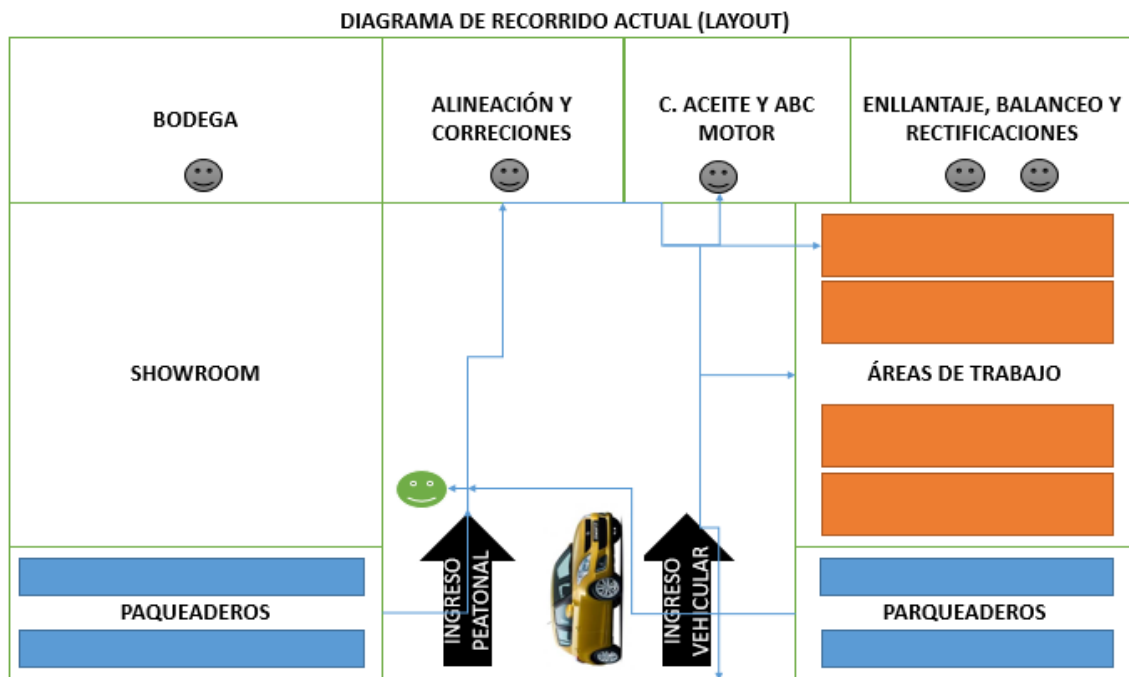 DIAGRAMA DE RECORRIDO ACTUAL (LAYOUT)
BODEGA
ALINEACIÓN Y
CORRECIONES
C. ACEITE Y ABC
MOTOR
ENLLANTAJE, BALANCEO Y
RECTIFICACIONES
SHOWROOM
ÁREAS DE TRABAJO
PAQUEADEROS
INGRESO
PEATONAL
INGRESO
VEHICULAR
PARQUEADEROS